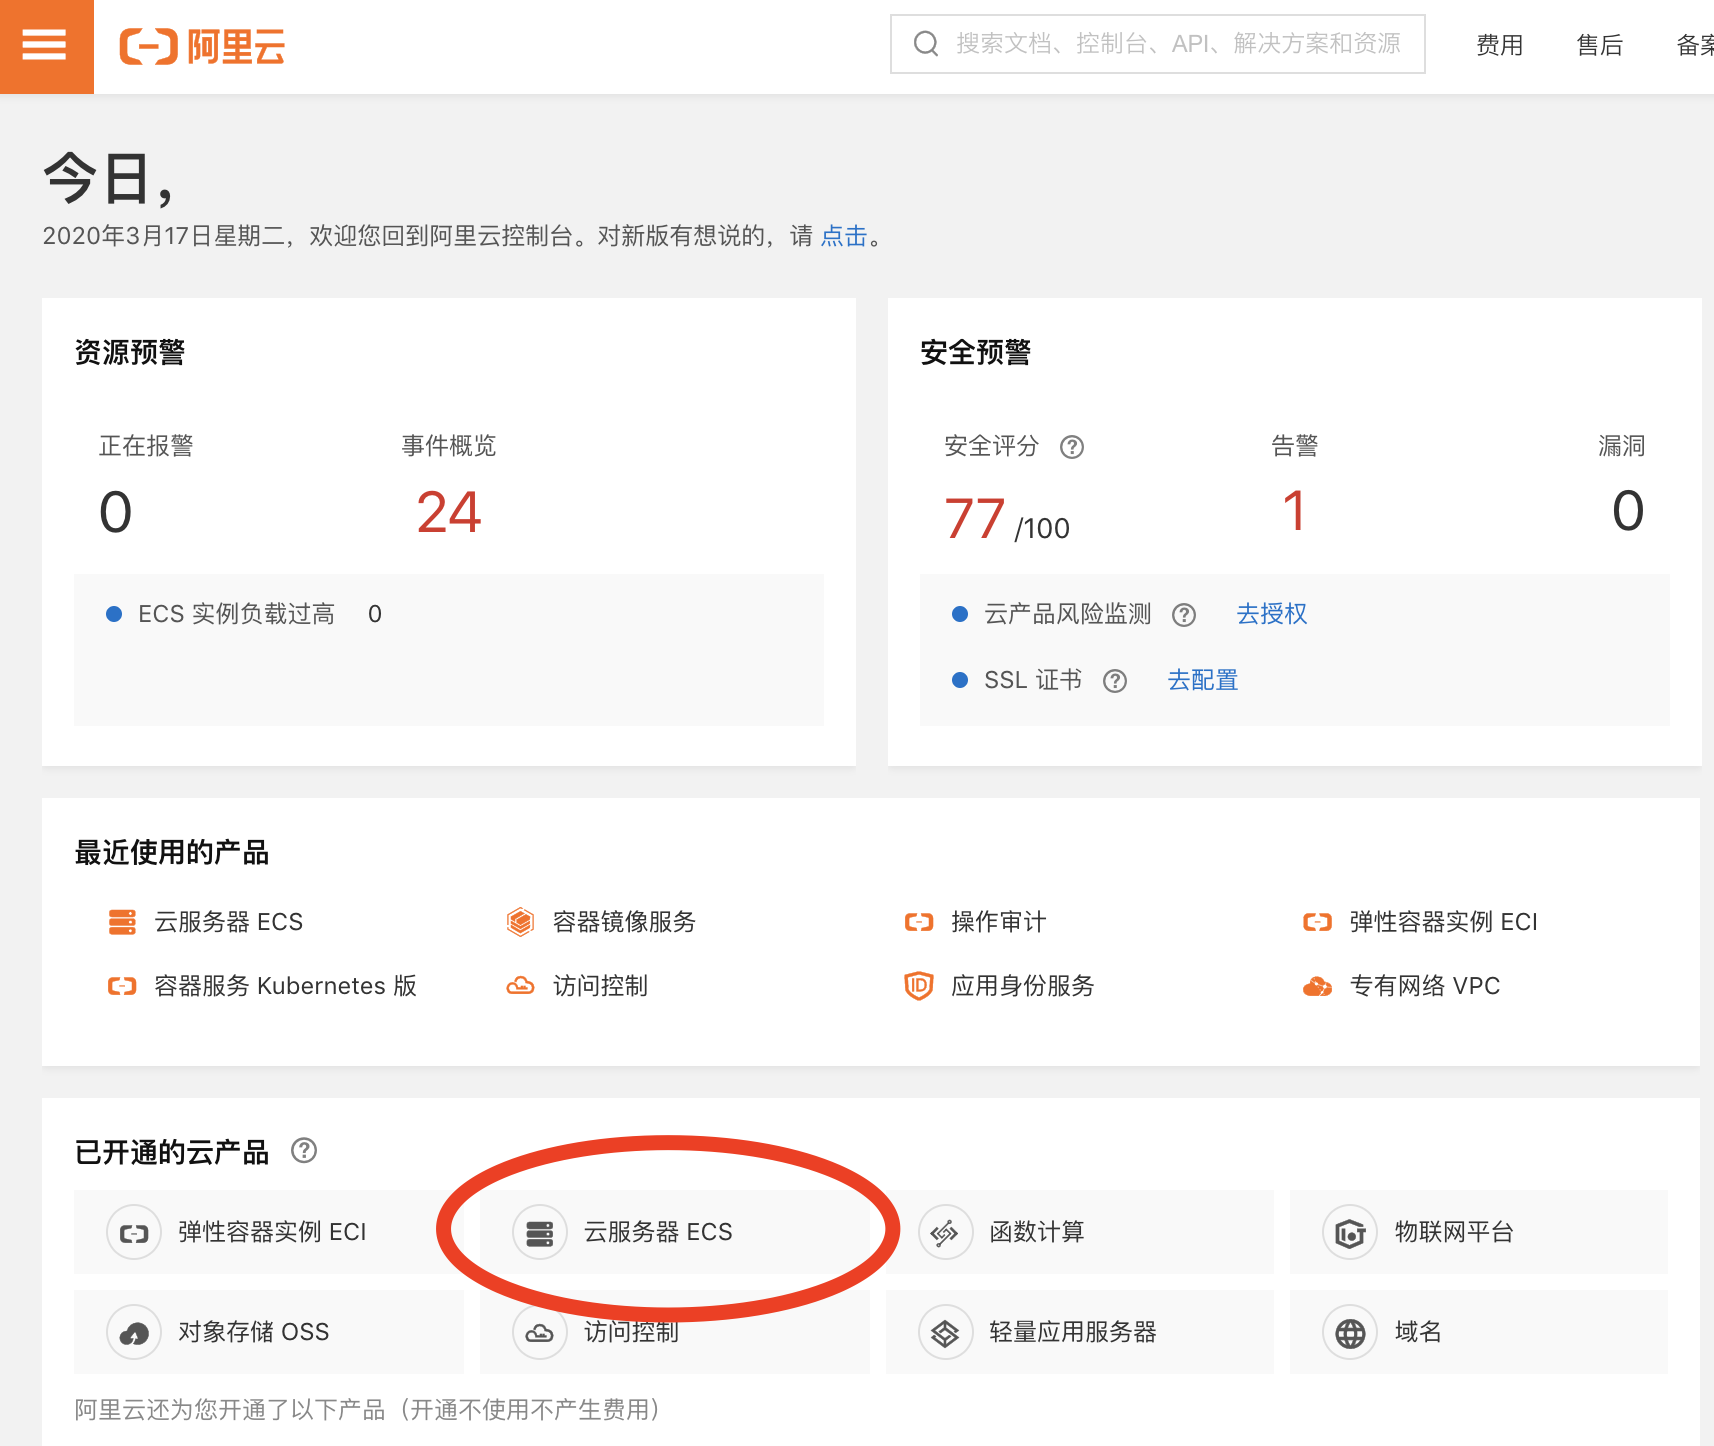 阿里云
搜索文档、控制台、API、解决方案和资源
费用
售后
备案
今日，
2020年3月17日星期二，欢迎您回到阿里云控制台。对新版有想说的，请 点击。
资源预警
正在报警
事件概览
0
24
ECS 实例负载过高 0
安全预警
安全评分
告警
漏洞
77 /100
1
0
云产品风险监测 去授权
SSL 证书 去配置
最近使用的产品
云服务器 ECS
容器镜像服务
操作审计
弹性容器实例 ECI
容器服务 Kubernetes 版
访问控制
应用身份服务
专有网络 VPC
已开通的云产品
弹性容器实例 ECI
云服务器 ECS
函数计算
物联网平台
对象存储 OSS
访问控制
轻量应用服务器
域名
阿里云还为您开通了以下产品（开通不使用不产生费用）